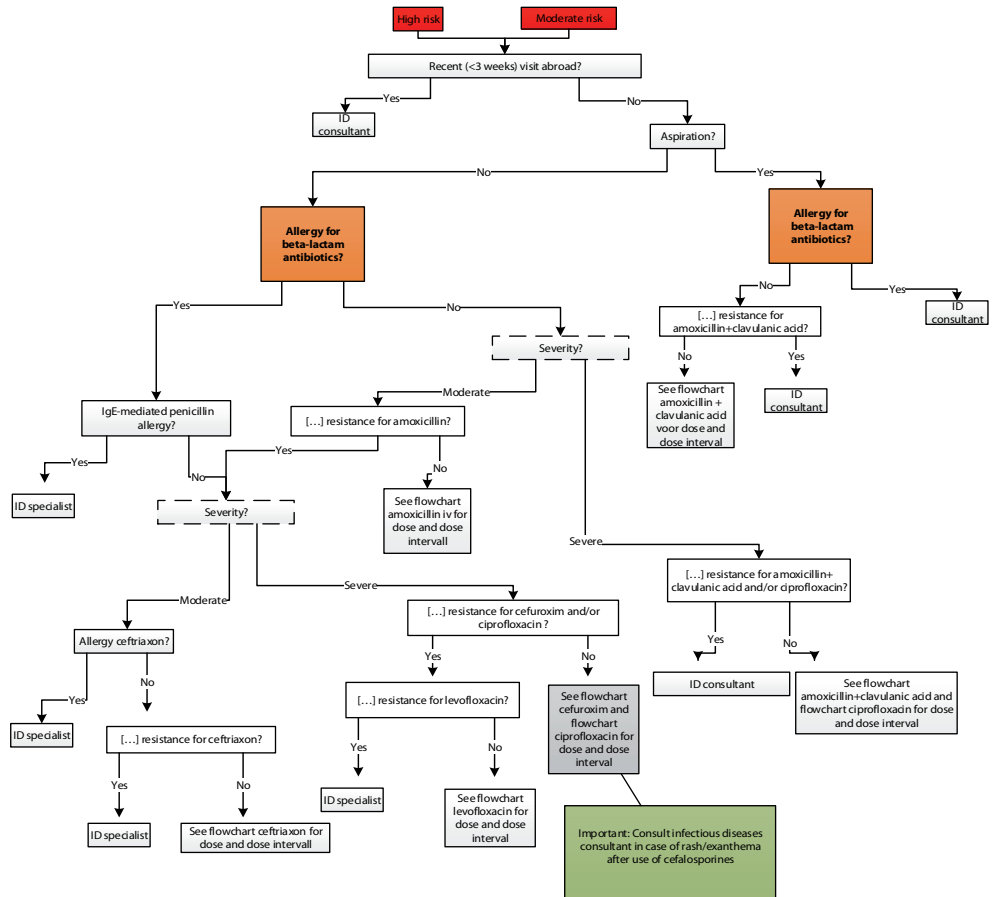 High risk
Moderate risk
Recent (<3 weeks) visit abroad?
Yes
No
ID
consultant
Aspiration?
No
Yes
Allergy for
beta-lactam
antibiotics?
Allergy for
beta-lactam
antibiotics?
Yes
No
No
Yes
ID
consultant
[...] resistance for
amoxicillin+clavulanic acid?
Severity?
No
Yes
See flowchart
amoxicillin +
clavulanic acid
voor dose and
dose interval
ID
consultant
Moderate
IgE-mediated penicillin
allergy?
[...] resistance for amoxicillin?
Yes
No
Yes
No
ID specialist
Severity?
See flowchart
amoxicillin iv for
dose and dose
intervall
Severe
[...] resistance for amoxicillin+
clavulanic acid and/or ciprofloxacin?
Moderate
Severe
[...] resistance for cefuroxim and/or
ciprofloxacin ?
Allergy ceftriaxon?
Yes
No
Yes
No
ID consultant
See flowchart
amoxicillin+clavulanic acid and
flowchart ciprofloxacin for dose
and dose interval
Yes
No
[...] resistance for levofloxacin?
See flowchart
cefuroxim and
flowchart
ciprofloxacin for
dose and dose
interval
ID specialist
[...] resistance for ceftriaxon?
Yes
No
Yes
No
ID specialist
See flowchart
levofloxacin for
dose and dose
interval
ID specialist
See flowchart ceftriaxon for
dose and dose intervall
Important: Consult infectious diseases
consultant in case of rash/exanthema
after use of cefalosporines